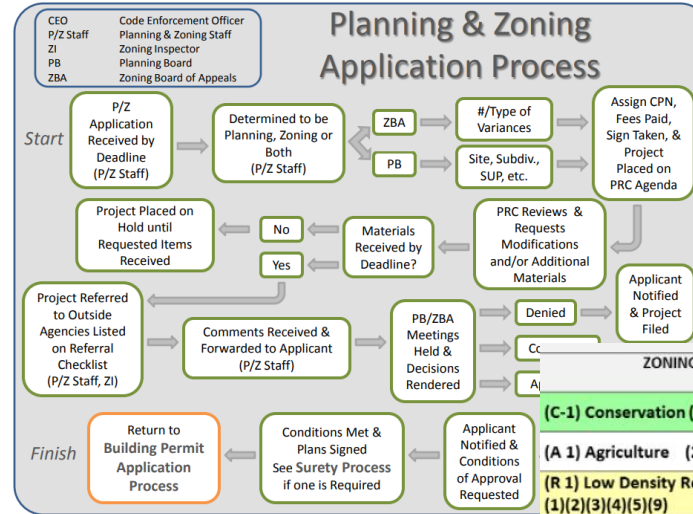 CEO Code Enforcement Officer
P/Z Staff Planning & Zoning Staff
ZI Zoning Inspector
PB Planning Board
ZBA Zoning Board of Appeals
Planning & Zoning
Application Process
Start
P/Z
Application
Received by
Deadline
(P/Z Staff)
Determined to be
Planning, Zoning or
Both
(P/Z Staff)
ZBA
PB
#/Type of
Variances
Site, Subdiv.,
SUP, etc.
Assign CPN,
Fees Paid,
Sign Taken, &
Project
Placed on
PRC Agenda
Project Placed on
Hold until
Requested Items
Received
No
Yes
Materials
Received by
Deadline?
PRC Reviews &
Requests
Modifications
and/or Additional
Materials
Project Referred
to Outside
Agencies Listed
on Referral
Checklist
(P/Z Staff, ZI)
Comments Received &
Forwarded to Applicant
(P/Z Staff)
PB/ZBA
Meetings
Held &
Decisions
Rendered
Denied
Applicant
Notified
& Project
Filed
ZONING
(C-1) Conservation
(A 1) Agriculture
(R 1) Low Density
(1)(2)(3)(4)(5)(9)
Finish
Return to
Building Permit
Application
Process
Conditions Met &
Plans Signed
See Surety Process
if one is Required
Applicant
Notified &
Conditions
of Approval
Requested